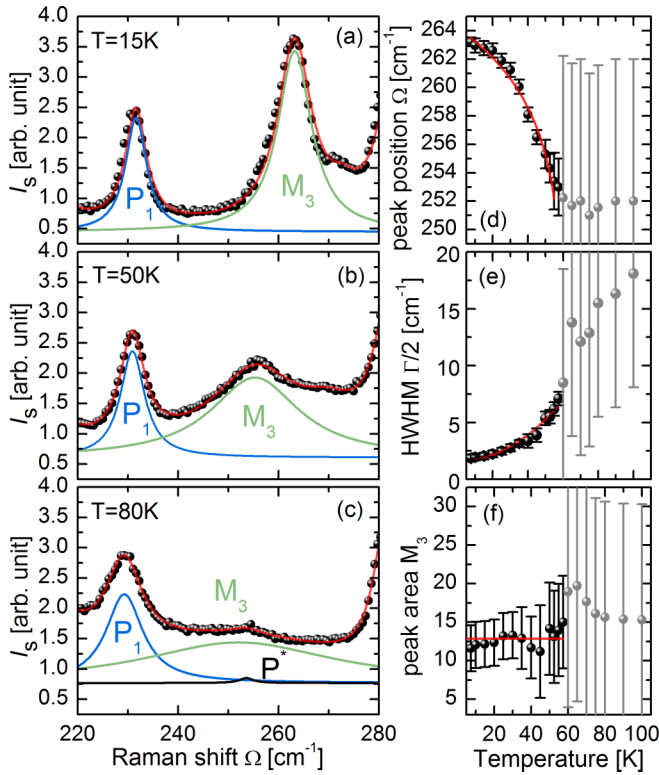 T=15K
(a)
P1
M3
4.0
3.5
3.0
2.5
2.0
1.5
1.0
0.5
Is [arb. unit]
T=50K
(b)
P1
M3
4.0
3.5
3.0
2.5
2.0
1.5
1.0
0.5
Is [arb. unit]
T=80K
(c)
M3
P1
P*
4.0
3.5
3.0
2.5
2.0
1.5
1.0
0.5
Is [arb. unit]
220 240 260 280
Raman shift Ω [cm-1]
264
262
260
258
256
254
252
250
peak position Ω [cm-1]
(d)
20
15
10
5
0
HWHM Γ/2 [cm-1]
(e)
30
25
20
15
10
5
peak area M3
(f)
20 40 60 80 100
Temperature [K]